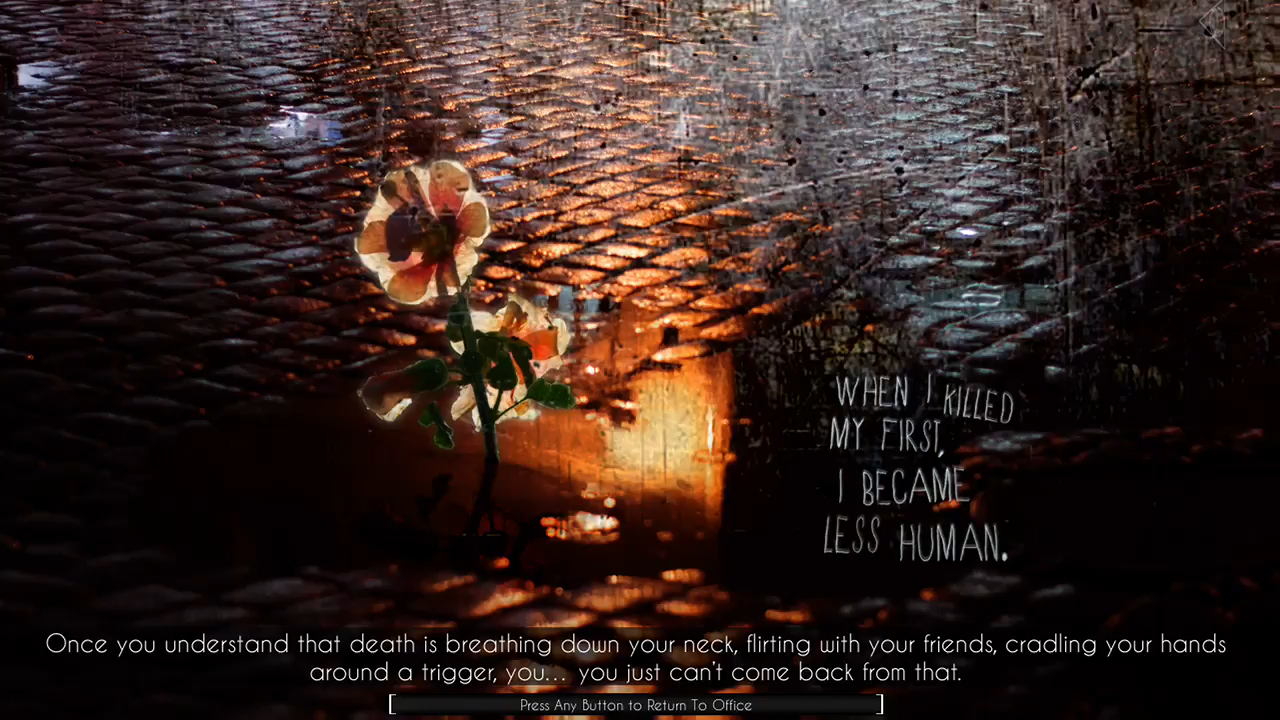 WHEN I KILLED
MY FIRST,
I BECAME
LESS HUMAN.
Once you understand that death is breathing down your neck, flirting with your friends, cradling your hands
around a trigger, you... you just can't come back from that.
Press Any Button to Return To Office